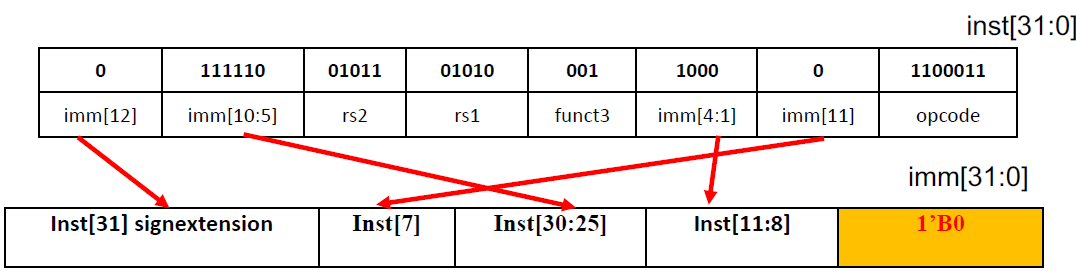 inst[31:0]
0 111110 01011 01010 001 1000 0 1100011
imm[12] imm[10:5] rs2 rs1 funct3 imm[4:1] imm[11] opcode
imm[31:0]
Inst[31] signextension Inst[7] Inst[30:25] Inst[11:8] 1’B0